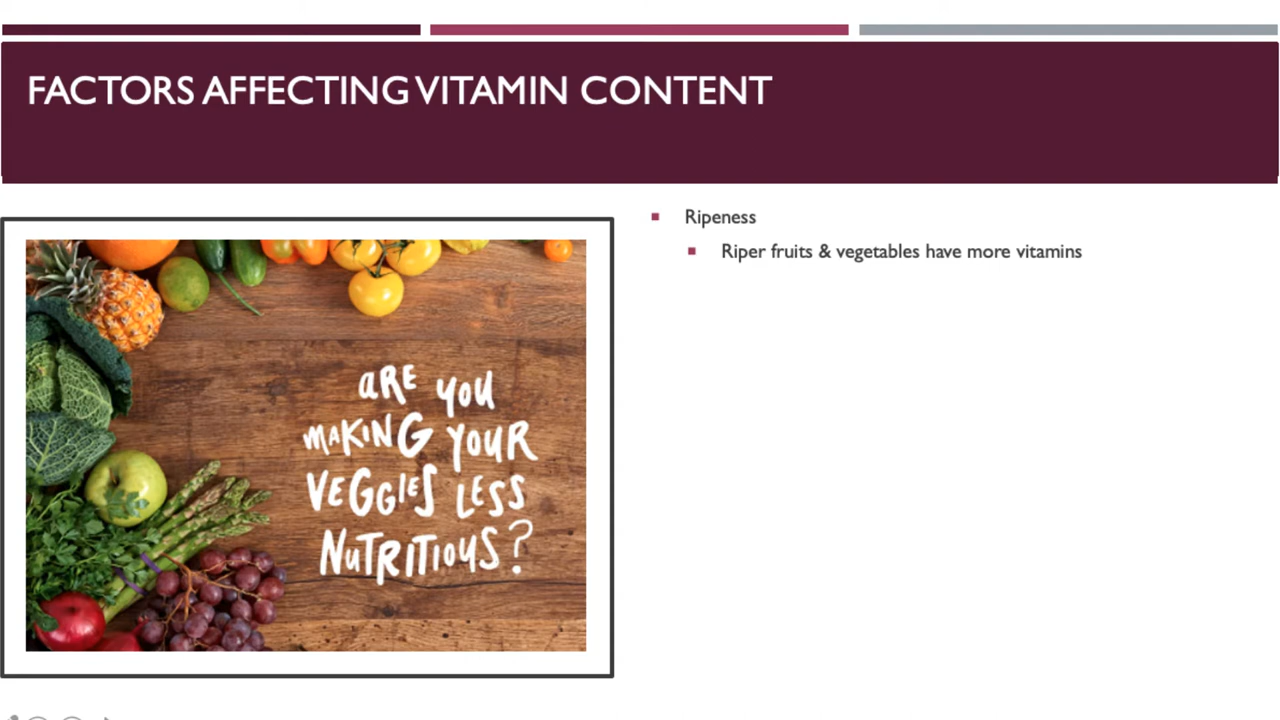 FACTORS AFFECTING VITAMIN CONTENT
aRE you
MAKING YOUR
VEGGIES LESS
NuTRiTiouS?
Ripeness
Riper fruits & vegetables have more vitamins